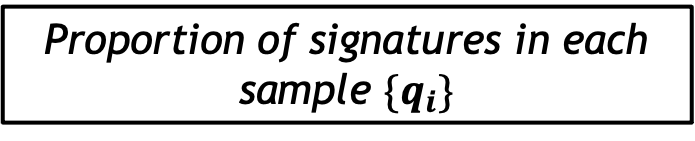 Proportion of signatures in each
sample {qᵢ}